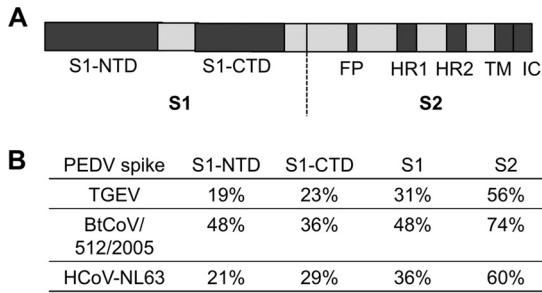 A
S1-NTD S1-CTD FP HR1 HR2 TM IC
S1 S2
B
PEDV spike S1-NTD S1-CTD S1 S2
TGEV 19% 23% 31% 56%
BtCoV/ 48% 36% 48% 74%
512/2005
HCoV-NL63 21% 29% 36% 60%